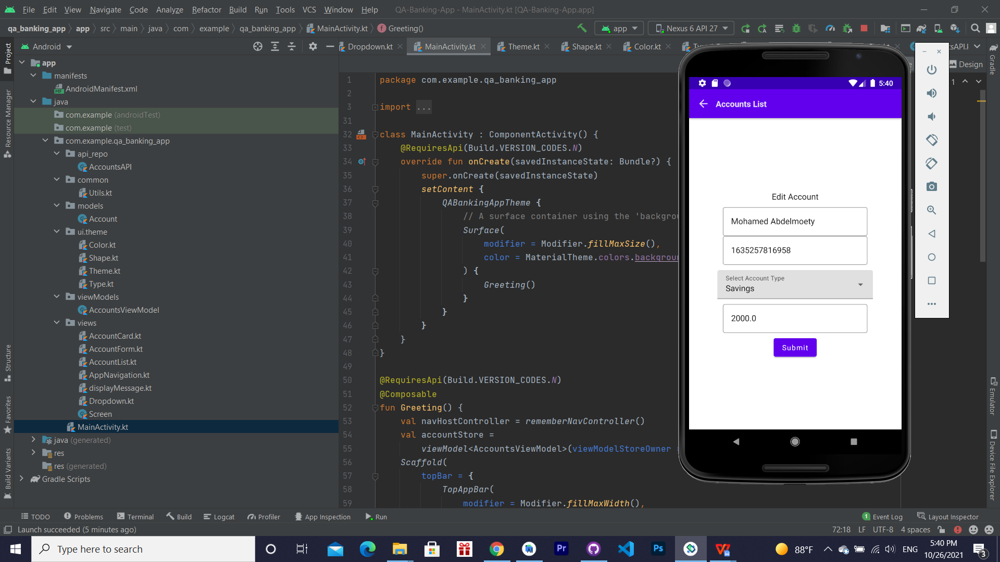 File Edit View Navigate Code Analyze Refactor Build Run Tools VCS Window Help QA-Banking-App - MainActivity.kt [QA-Banking-App.app]
qa_banking_app app src main java com example qa_banking_app MainActivity.kt Greeting() app Nexus 6 API 27
Android
Dropdown.kt MainActivity.kt Theme.kt Shape.kt Color.kt
Design
1
Project
Resource Manager
Structure
Favorites
Build Variants
app
manifests
AndroidManifest.xml
java
com.example (androidTest)
com.example (test)
com.example.qa_banking_app
api_repo
AccountsAPI
common
Utils.kt
models
Account
ui.theme
Color.kt
Shape.kt
Theme.kt
Type.kt
viewModels
AccountsViewModel
views
AccountCard.kt
AccountForm.kt
AccountList.kt
AppNavigation.kt
displayMessage.kt
Dropdown.kt
Screen
MainActivity.kt
java (generated)
res
res (generated)
Gradle Scripts
1 package com.example.qa_banking_app
2
3 import ...
31
32 class MainActivity : ComponentActivity() {
33 @RequiresApi(Build.VERSION_CODES.N)
34 override fun onCreate(savedInstanceState: Bundle?) {
35 super.onCreate(savedInstanceState)
36 setContent {
37 QABankingAppTheme {
38 // A surface container using the 'backgrou
39 Surface(
40 modifier = Modifier.fillMaxSize(),
41 color = MaterialTheme.colors.backgroun
42 ) {
43 Greeting()
44 }
45 }
46 }
47 }
48 }
49
50 @RequiresApi(Build.VERSION_CODES.N)
51 @Composable
52 fun Greeting() {
53 val navHostController = rememberNavController()
54 val accountStore =
55 viewModel<AccountsViewModel>(viewModelStoreOwner =
56 Scaffold(
57 topBar = {
58 TopAppBar(
59 modifier = Modifier.fillMaxWidth(),
5:40
Accounts List
Edit Account
Mohamed Abdelmoety
1635257816958
Select Account Type
Savings
2000.0
Submit
Gradle
Emulator
Device File Explorer
TODO Problems Terminal Build Logcat Profiler App Inspection Run 1 Event Log Layout Inspector
Launch succeeded (5 minutes ago) 72:18 LF UTF-8 4 spaces
Type here to search
88°F ENG
5:40 PM
10/26/2021
3